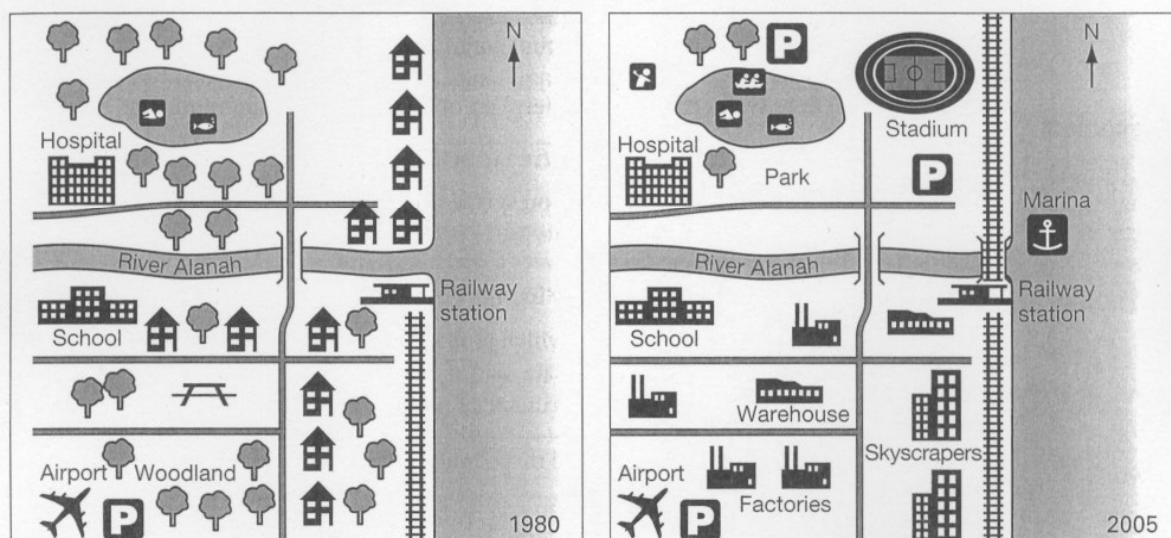 N
Hospital
River Alanah
School
Railway
station
Airport
Woodland
P
1980
N
P
Stadium
Hospital
Park
P
Marina
River Alanah
School
Railway
station
Warehouse
Skyscrapers
Airport
P
Factories
2005